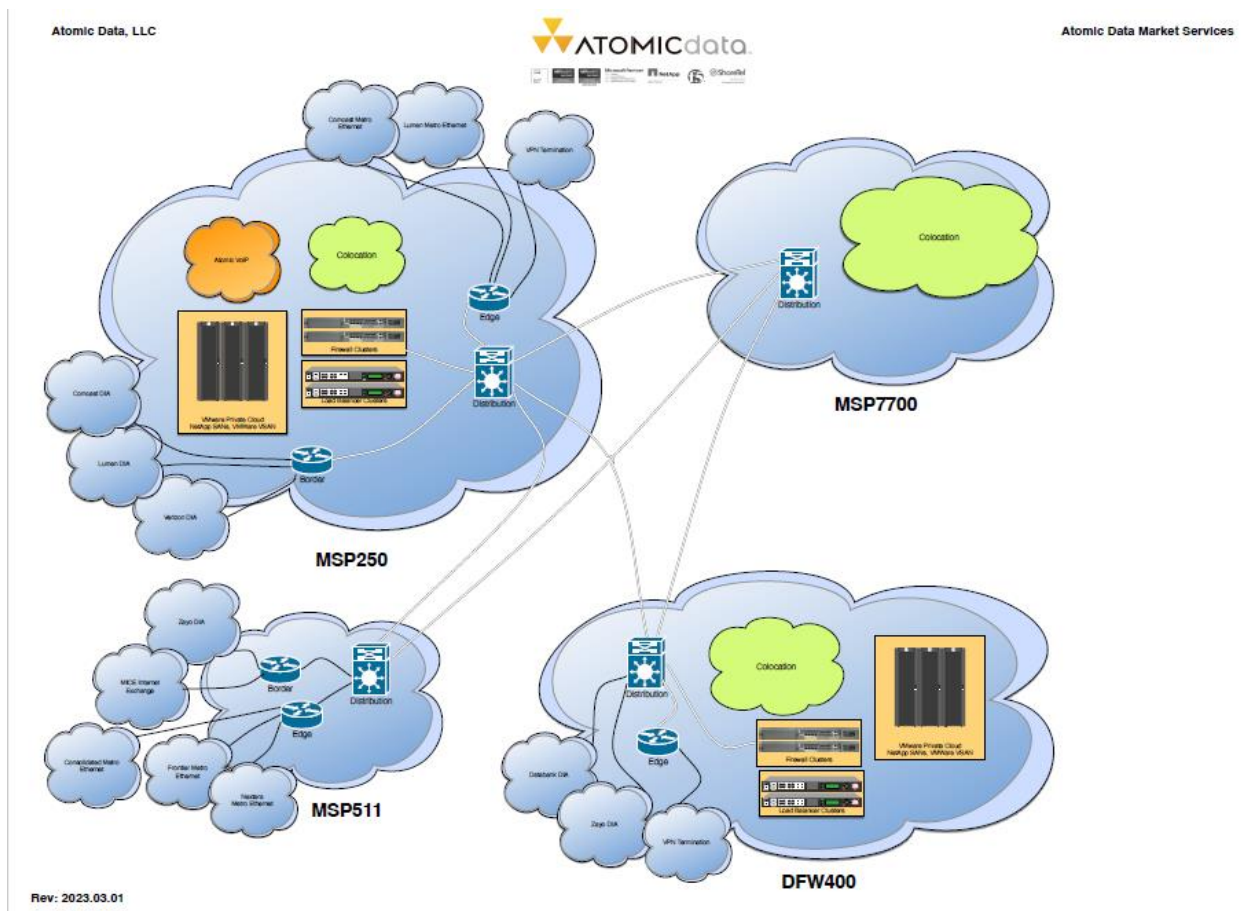 Atomic Data, LLC
ATOMICdata
Atomic Data Market Services
NetApp
ShoreTel
Comcast Metro
Ethernet
Lumen Metro Ethernet
VPN Termination
Atomic VoIP
Colocation
Colocation
Edge
Distribution
Firewall Clusters
Distribution
Comcast DIA
Load Balancer Clusters
VMware Private Cloud
NetApp SANs, VMWare VSAN
MSP7700
Lumen DIA
Border
Verizon DIA
MSP250
Zayo DIA
MICE Internet
Exchange
Border
Distribution
Edge
Consolidated Metro
Ethernet
Frontier Metro
Ethernet
Metro Ethernet
MSP511
Colocation
Distribution
VMware Private Cloud
NetApp SANs, VMWare VSAN
Edge
Firewall Clusters
Databank DIA
Load Balancer Clusters
Zayo DIA
VPN Termination
DFW400
Rev: 2023.03.01